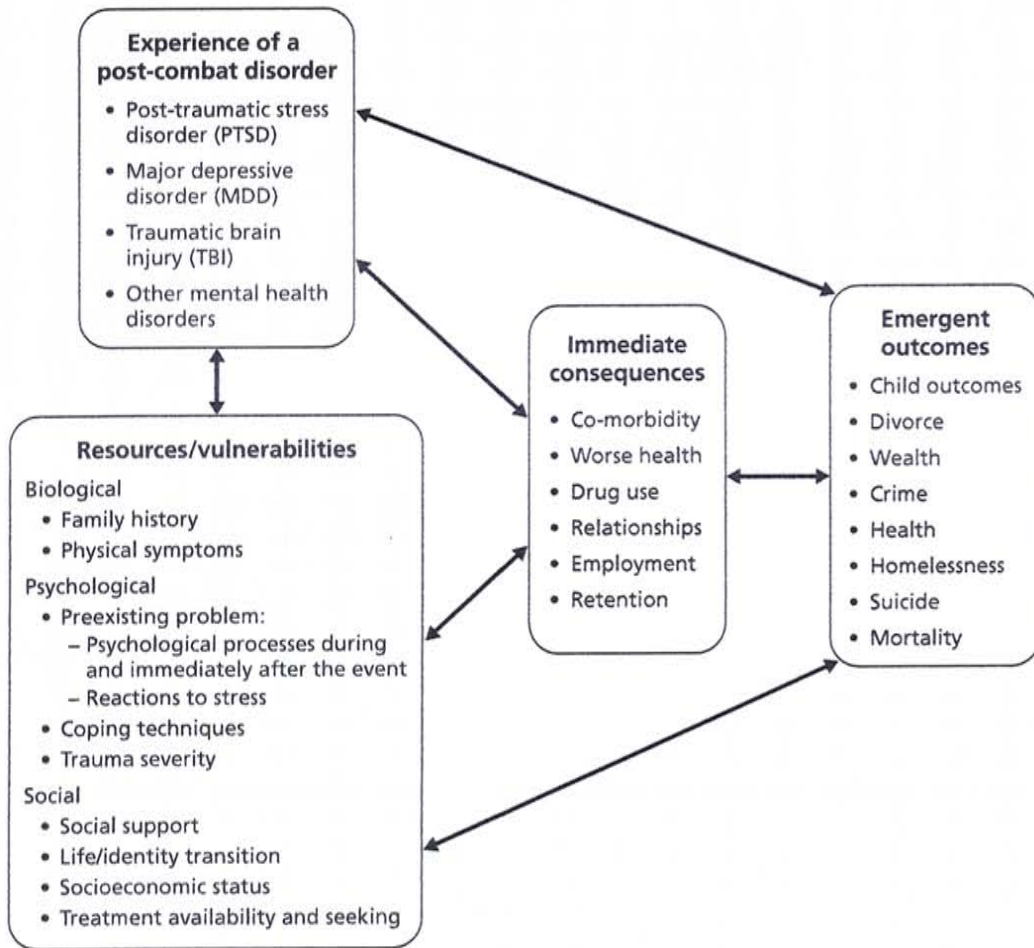 Experience of a
post-combat disorder
• Post-traumatic stress
disorder (PTSD)
• Major depressive
disorder (MDD)
• Traumatic brain
injury (TBI)
• Other mental health
disorders
Resources/vulnerabilities
Biological
• Family history
• Physical symptoms
Psychological
• Preexisting problem:
– Psychological processes during
and immediately after the event
– Reactions to stress
• Coping techniques
• Trauma severity
Social
• Social support
• Life/identity transition
• Socioeconomic status
• Treatment availability and seeking
Immediate
consequences
• Co-morbidity
• Worse health
• Drug use
• Relationships
• Employment
• Retention
Emergent
outcomes
• Child outcomes
• Divorce
• Wealth
• Crime
• Health
• Homelessness
• Suicide
• Mortality